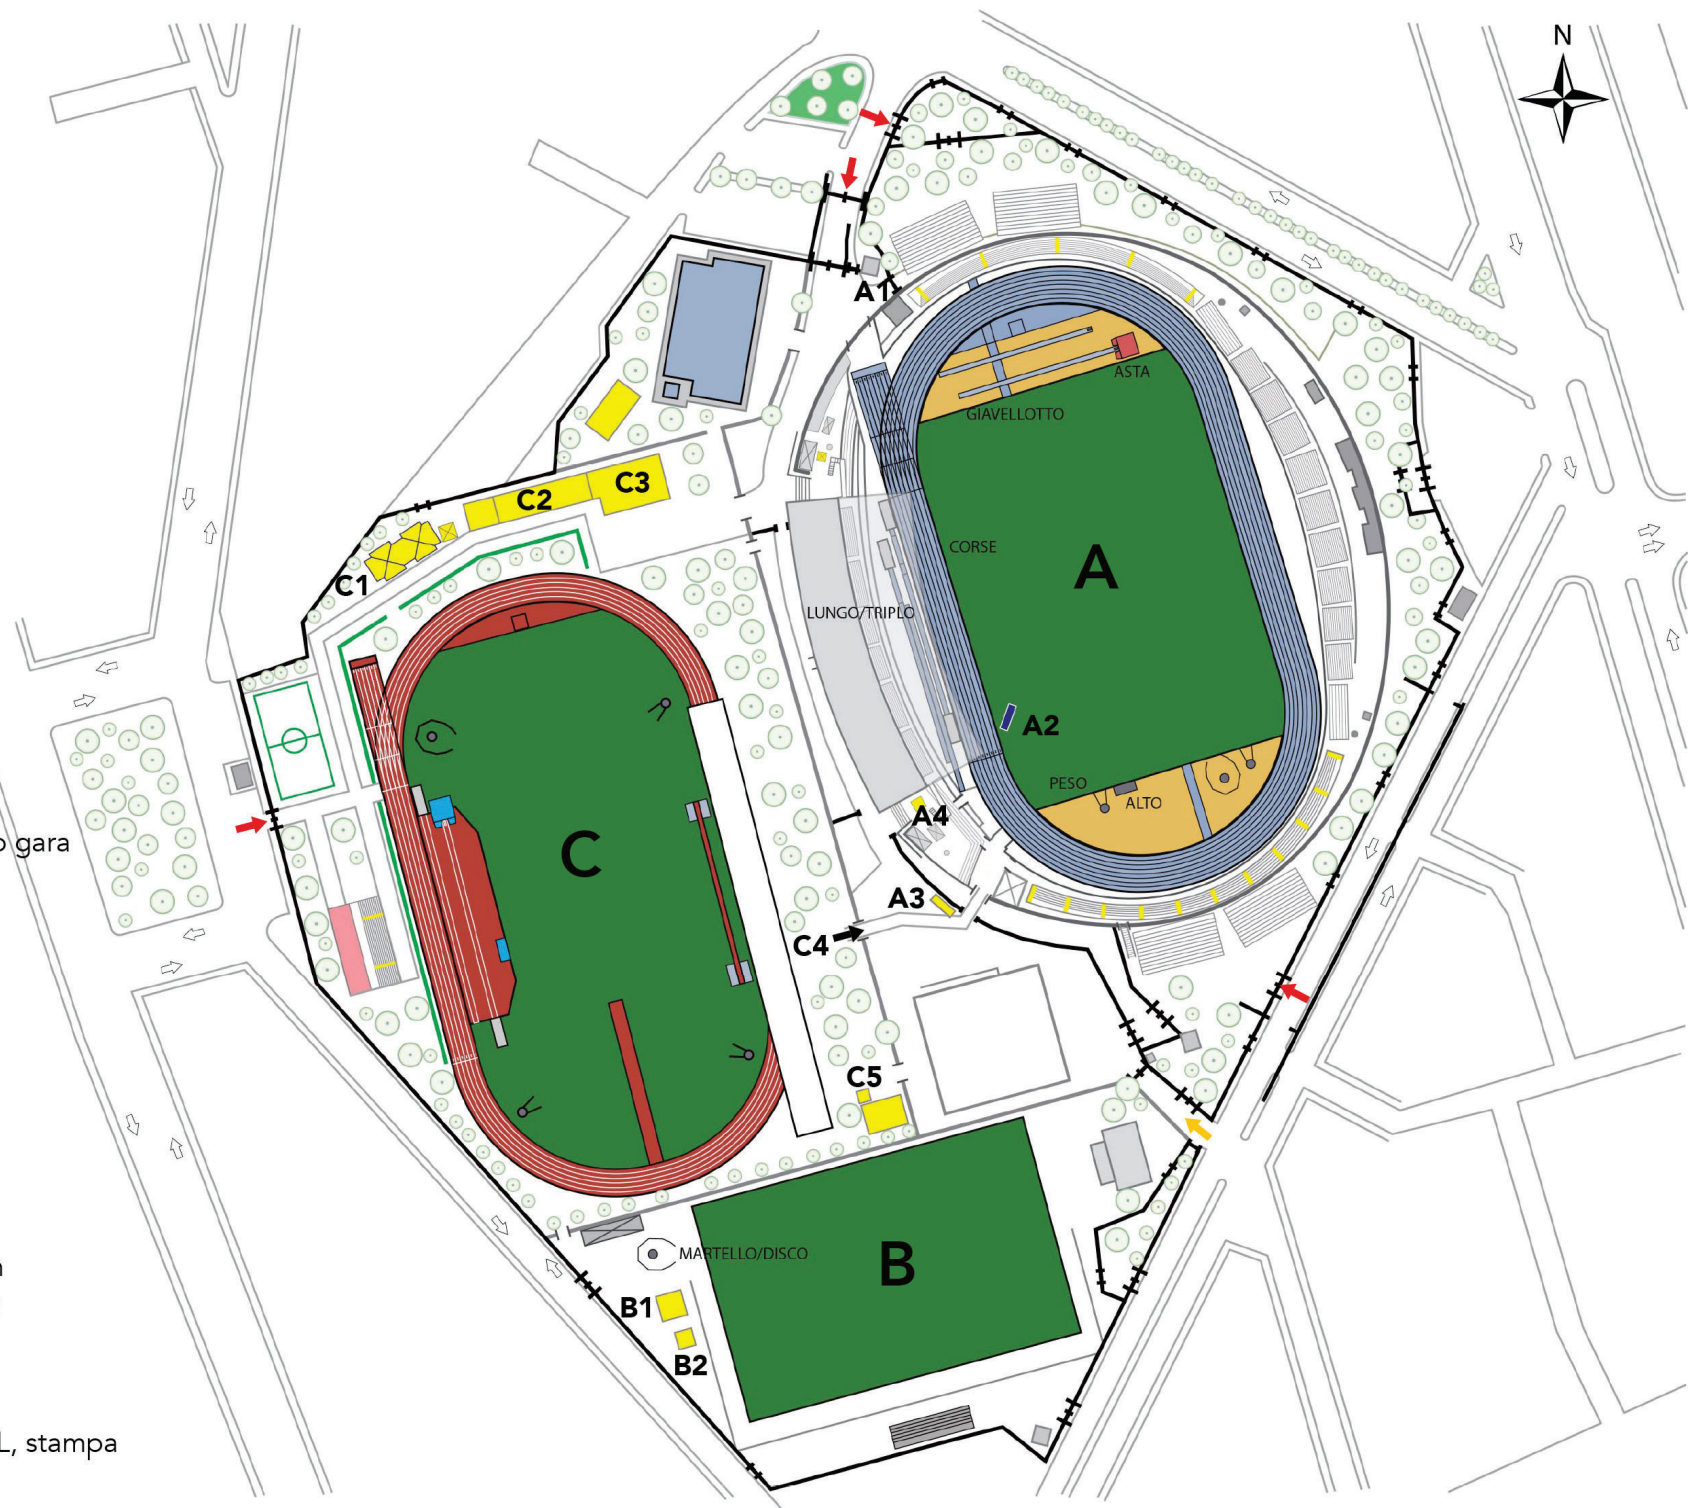 N
A1
ASTA
GIAVELLOTTO
C3
C2
CORSE
A
C1
LUNGO/TRIPLO
A2
PESO
ALTO
A4
gara
C
A3
C4
C5
MARTELLO/DISCO
B
B1
B2
L, stampa